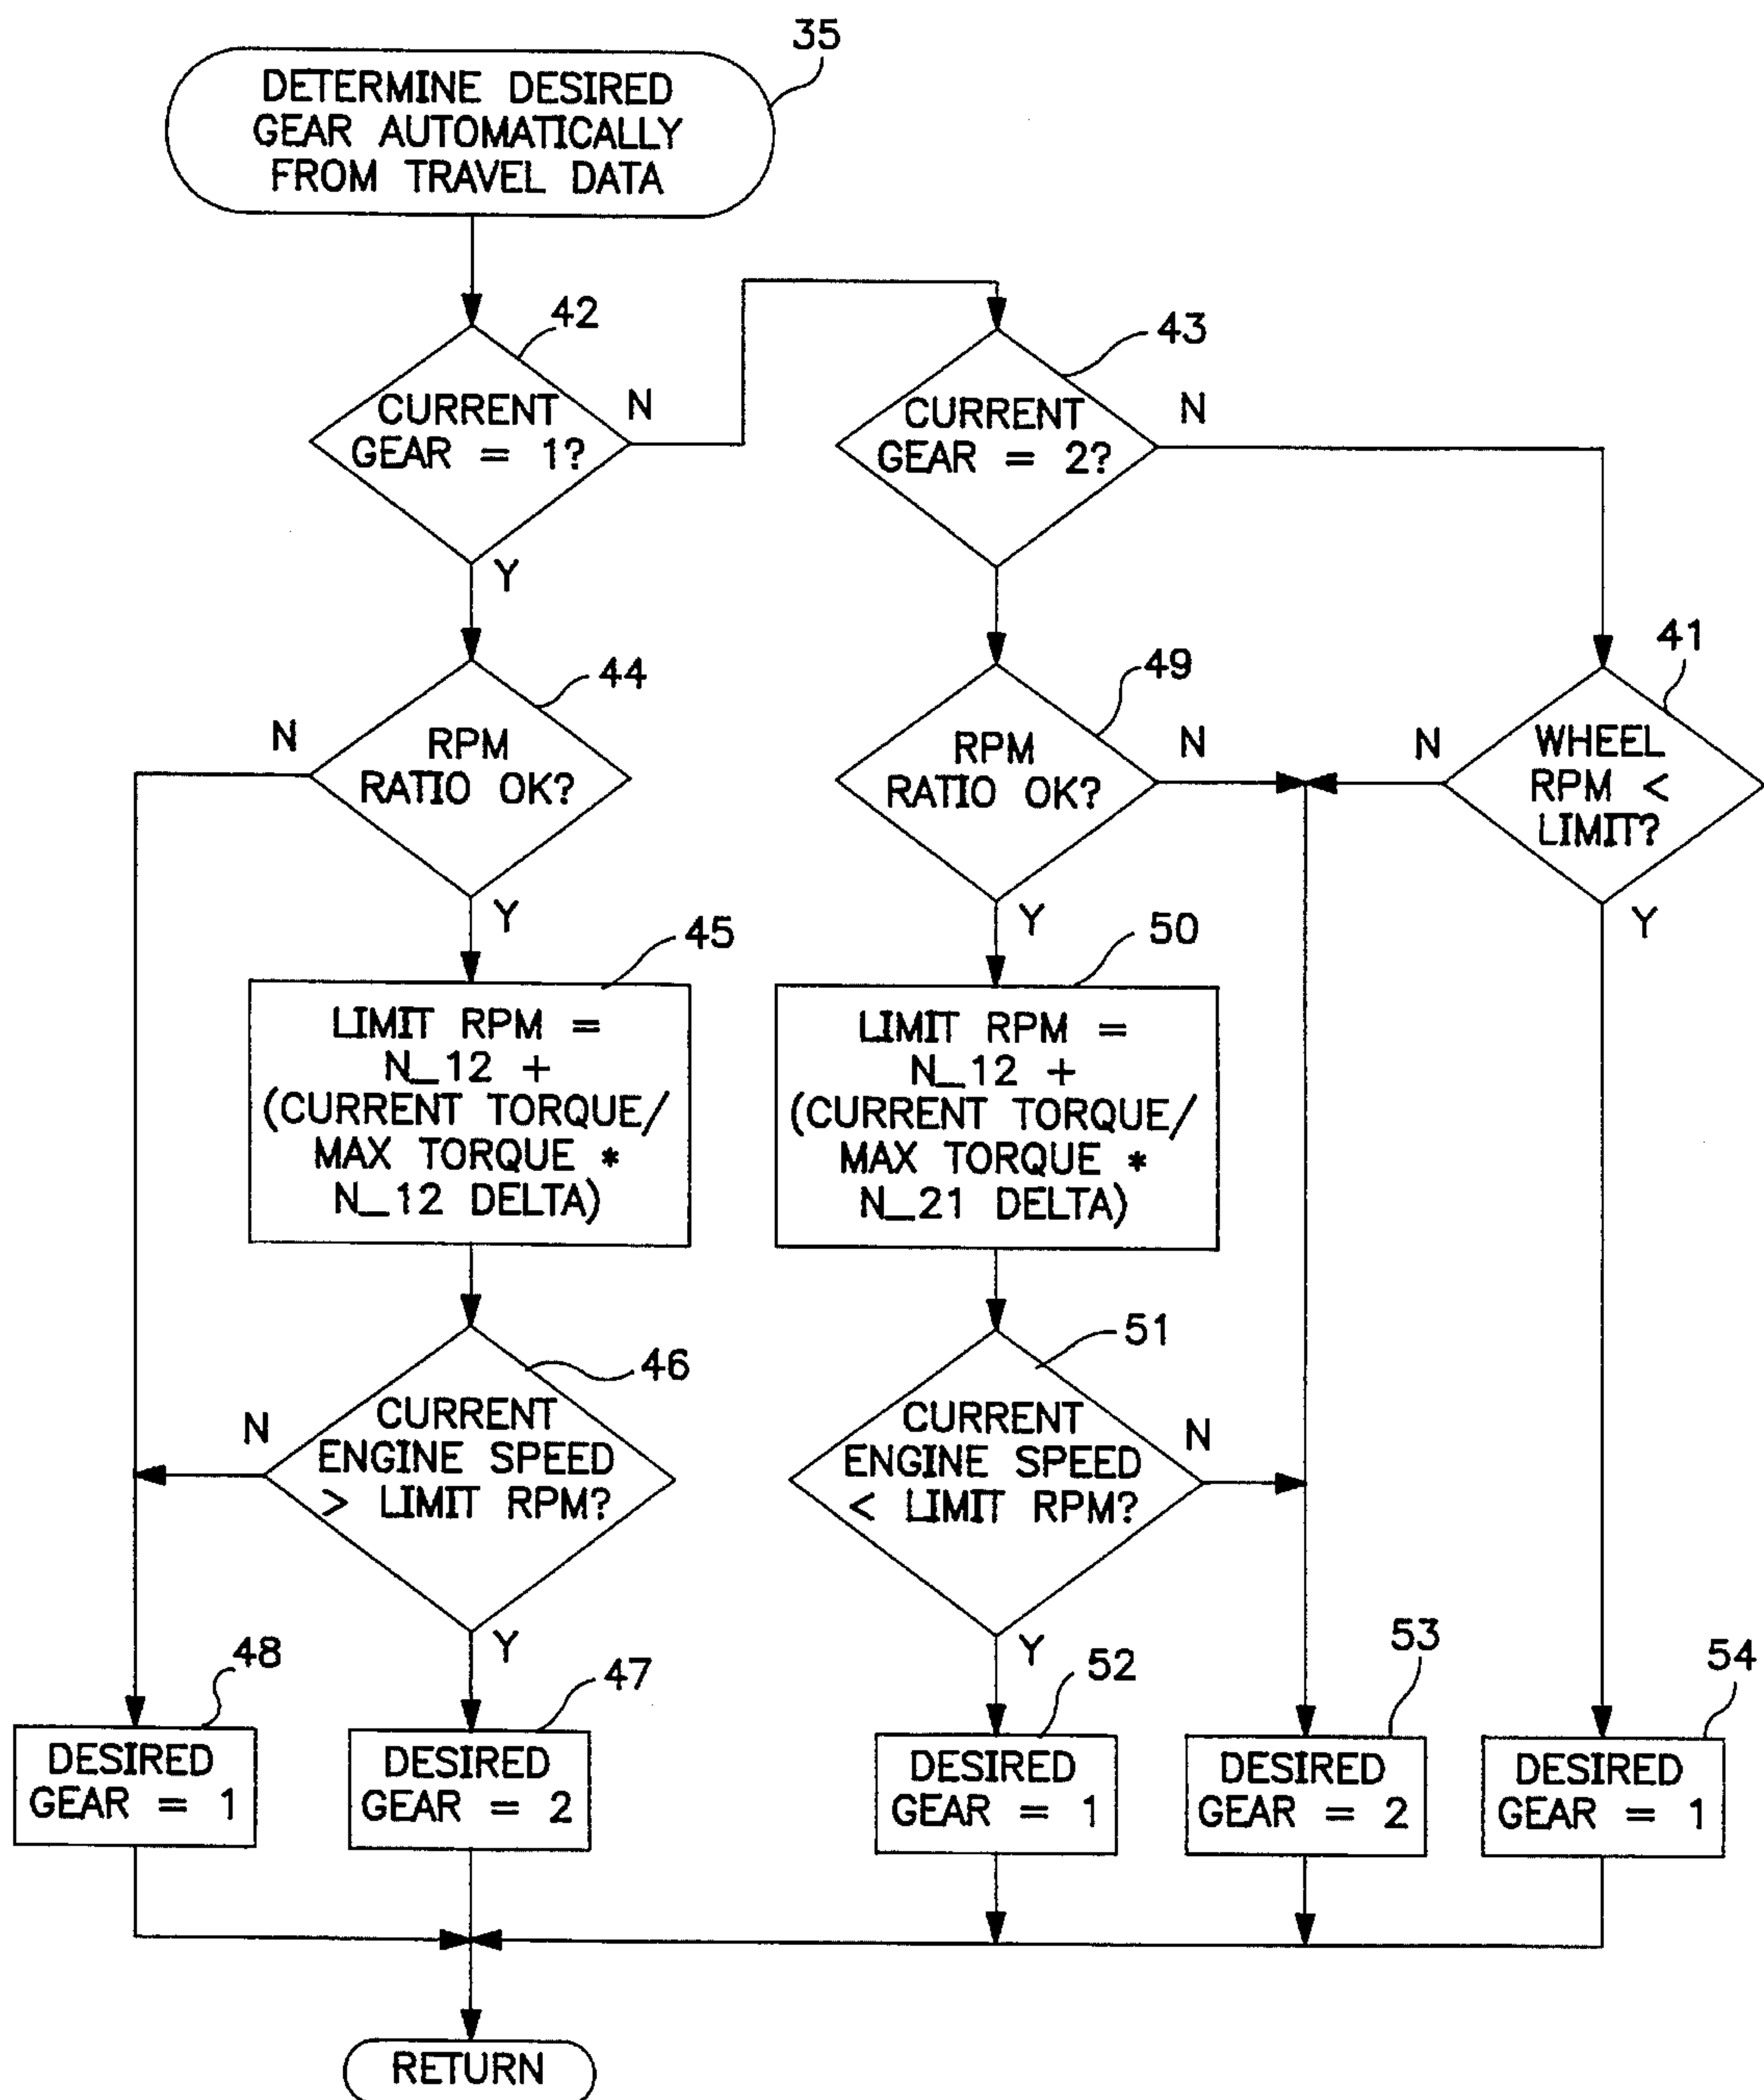 35
DETERMINE DESIRED
GEAR AUTOMATICALLY
FROM TRAVEL DATA
42
CURRENT
GEAR = 1?
N
Y
43
CURRENT
GEAR = 2?
N
44
RPM
RATIO OK?
N
Y
49
RPM
RATIO OK?
N
Y
41
WHEEL
RPM <
LIMIT?
N
Y
45
LIMIT RPM =
N_12 +
(CURRENT TORQUE/
MAX TORQUE *
N_12 DELTA)
50
LIMIT RPM =
N_12 +
(CURRENT TORQUE/
MAX TORQUE *
N_21 DELTA)
46
CURRENT
ENGINE SPEED
> LIMIT RPM?
N
Y
51
CURRENT
ENGINE SPEED
< LIMIT RPM?
N
Y
48
DESIRED
GEAR = 1
47
DESIRED
GEAR = 2
52
DESIRED
GEAR = 1
53
DESIRED
GEAR = 2
54
DESIRED
GEAR = 1
RETURN